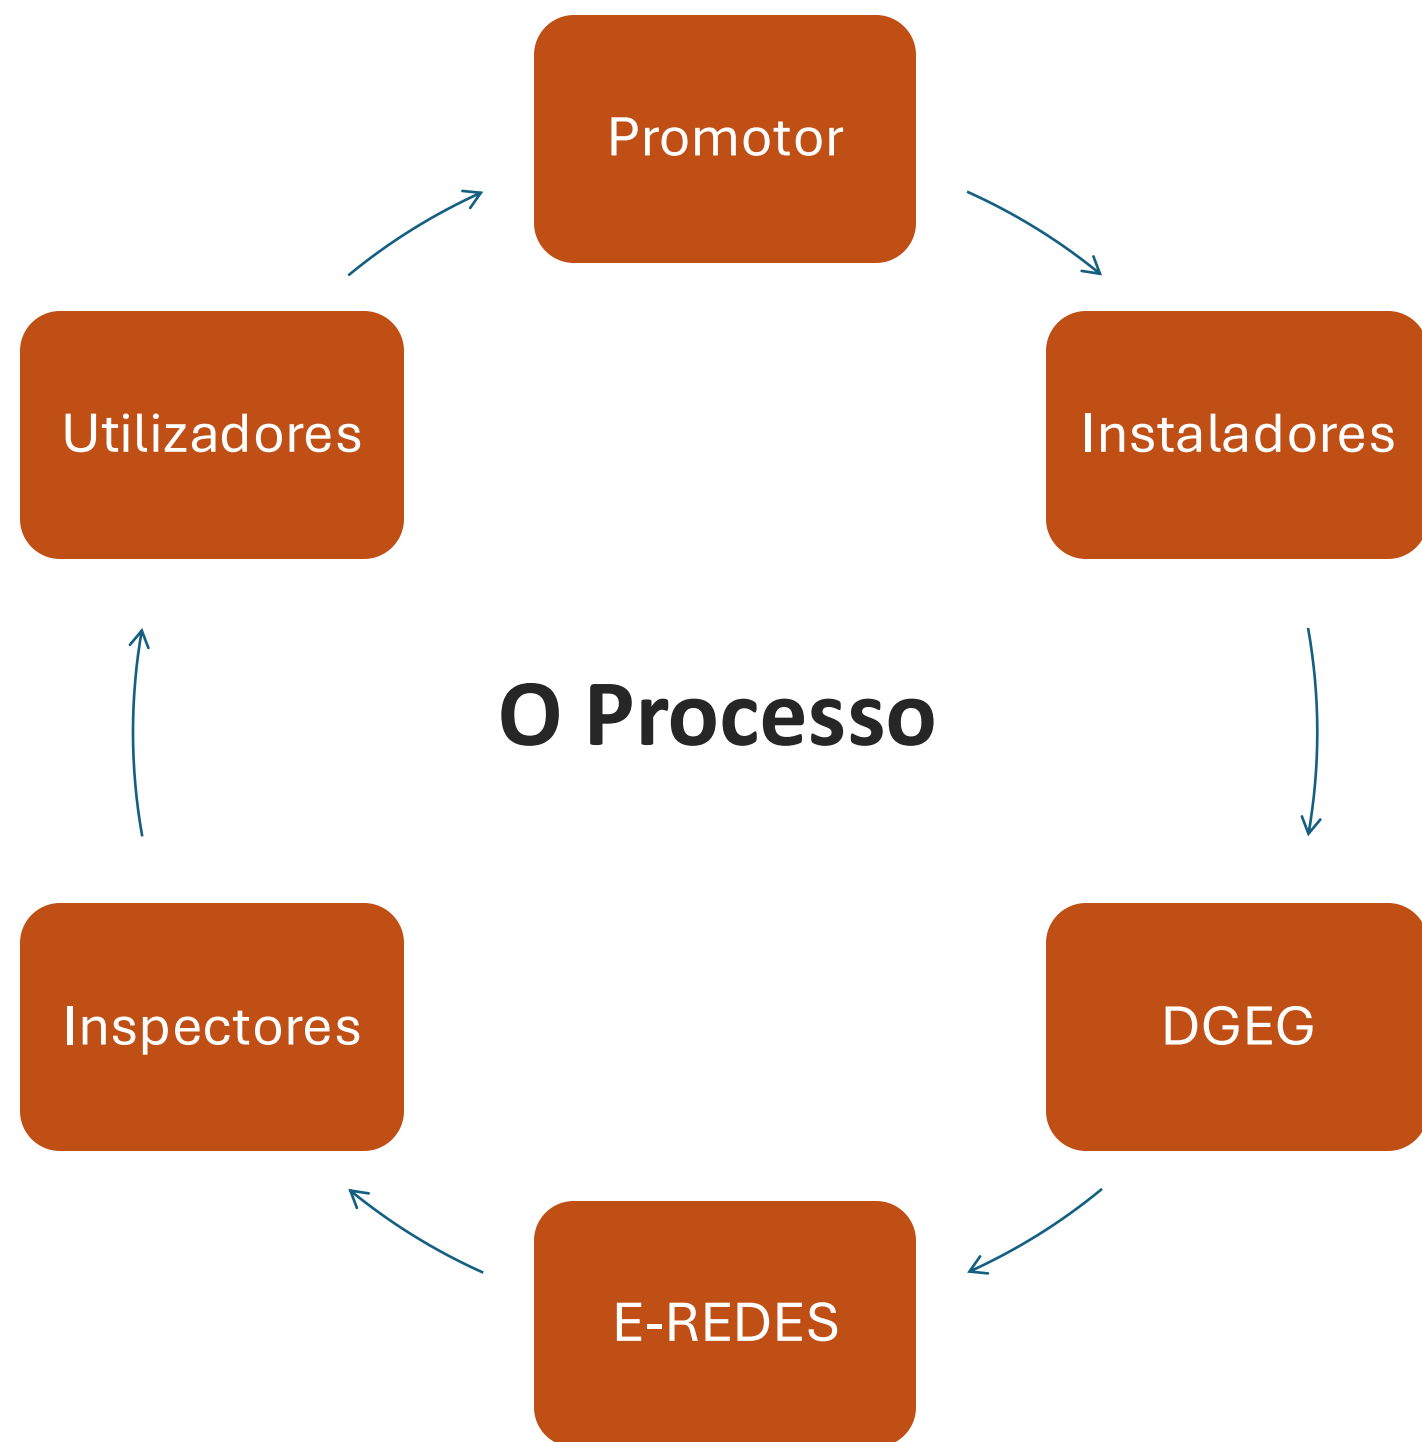 Promotor
Utilizadores
Instaladores
O Processo
Inspectores
DGEG
E-REDES